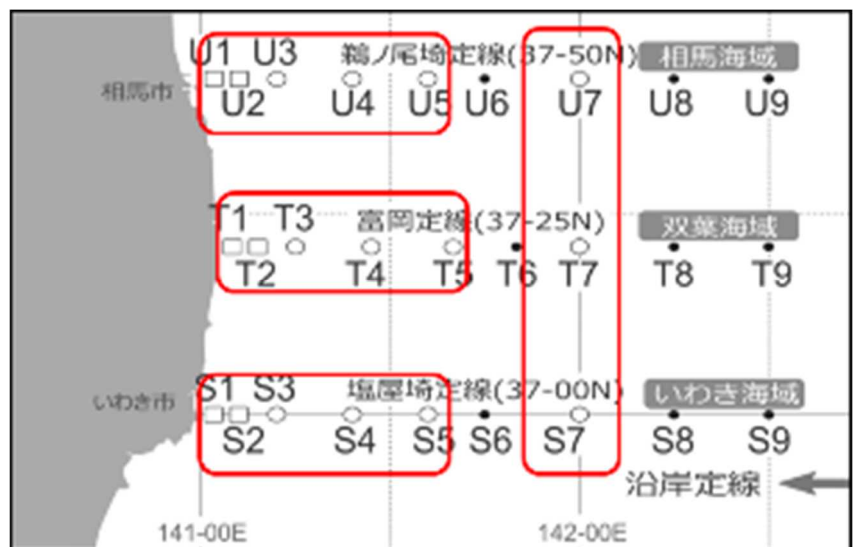 U1 U3 鵜ノ尾埼定線(37-50N) 相馬海域
相馬市
U2 U4 U5 U6 U7 U8 U9
T1 T3 富岡定線(37-25N) 双葉海域
T2 T4 T5 T6 T7 T8 T9
S1 S3 塩屋埼定線(37-00N) いわき海域
いわき市
S2 S4 S5 S6 S7 S8 S9
沿岸定線
141-00E 142-00E